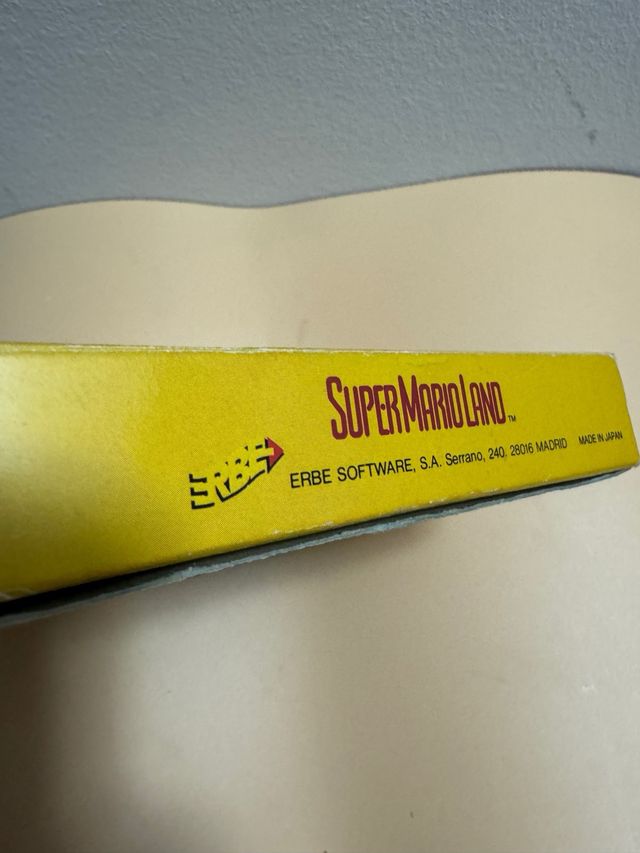 SUPER MARIO LAND™
ERBE
ERBE SOFTWARE, S.A. Serrano, 240. 28016 MADRID
MADE IN JAPAN